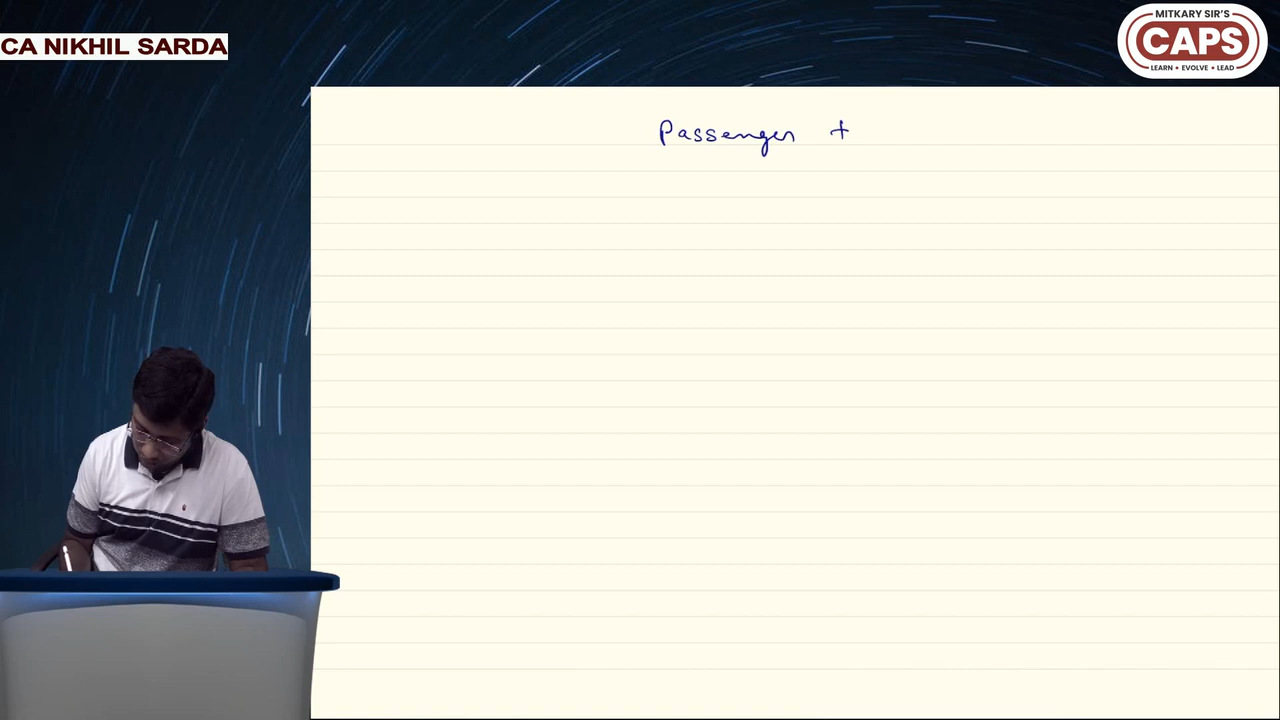 CA NIKHIL SARDA
MITKARY SIR'S
CAPS
LEARN • EVOLVE • LEAD
Passenger +